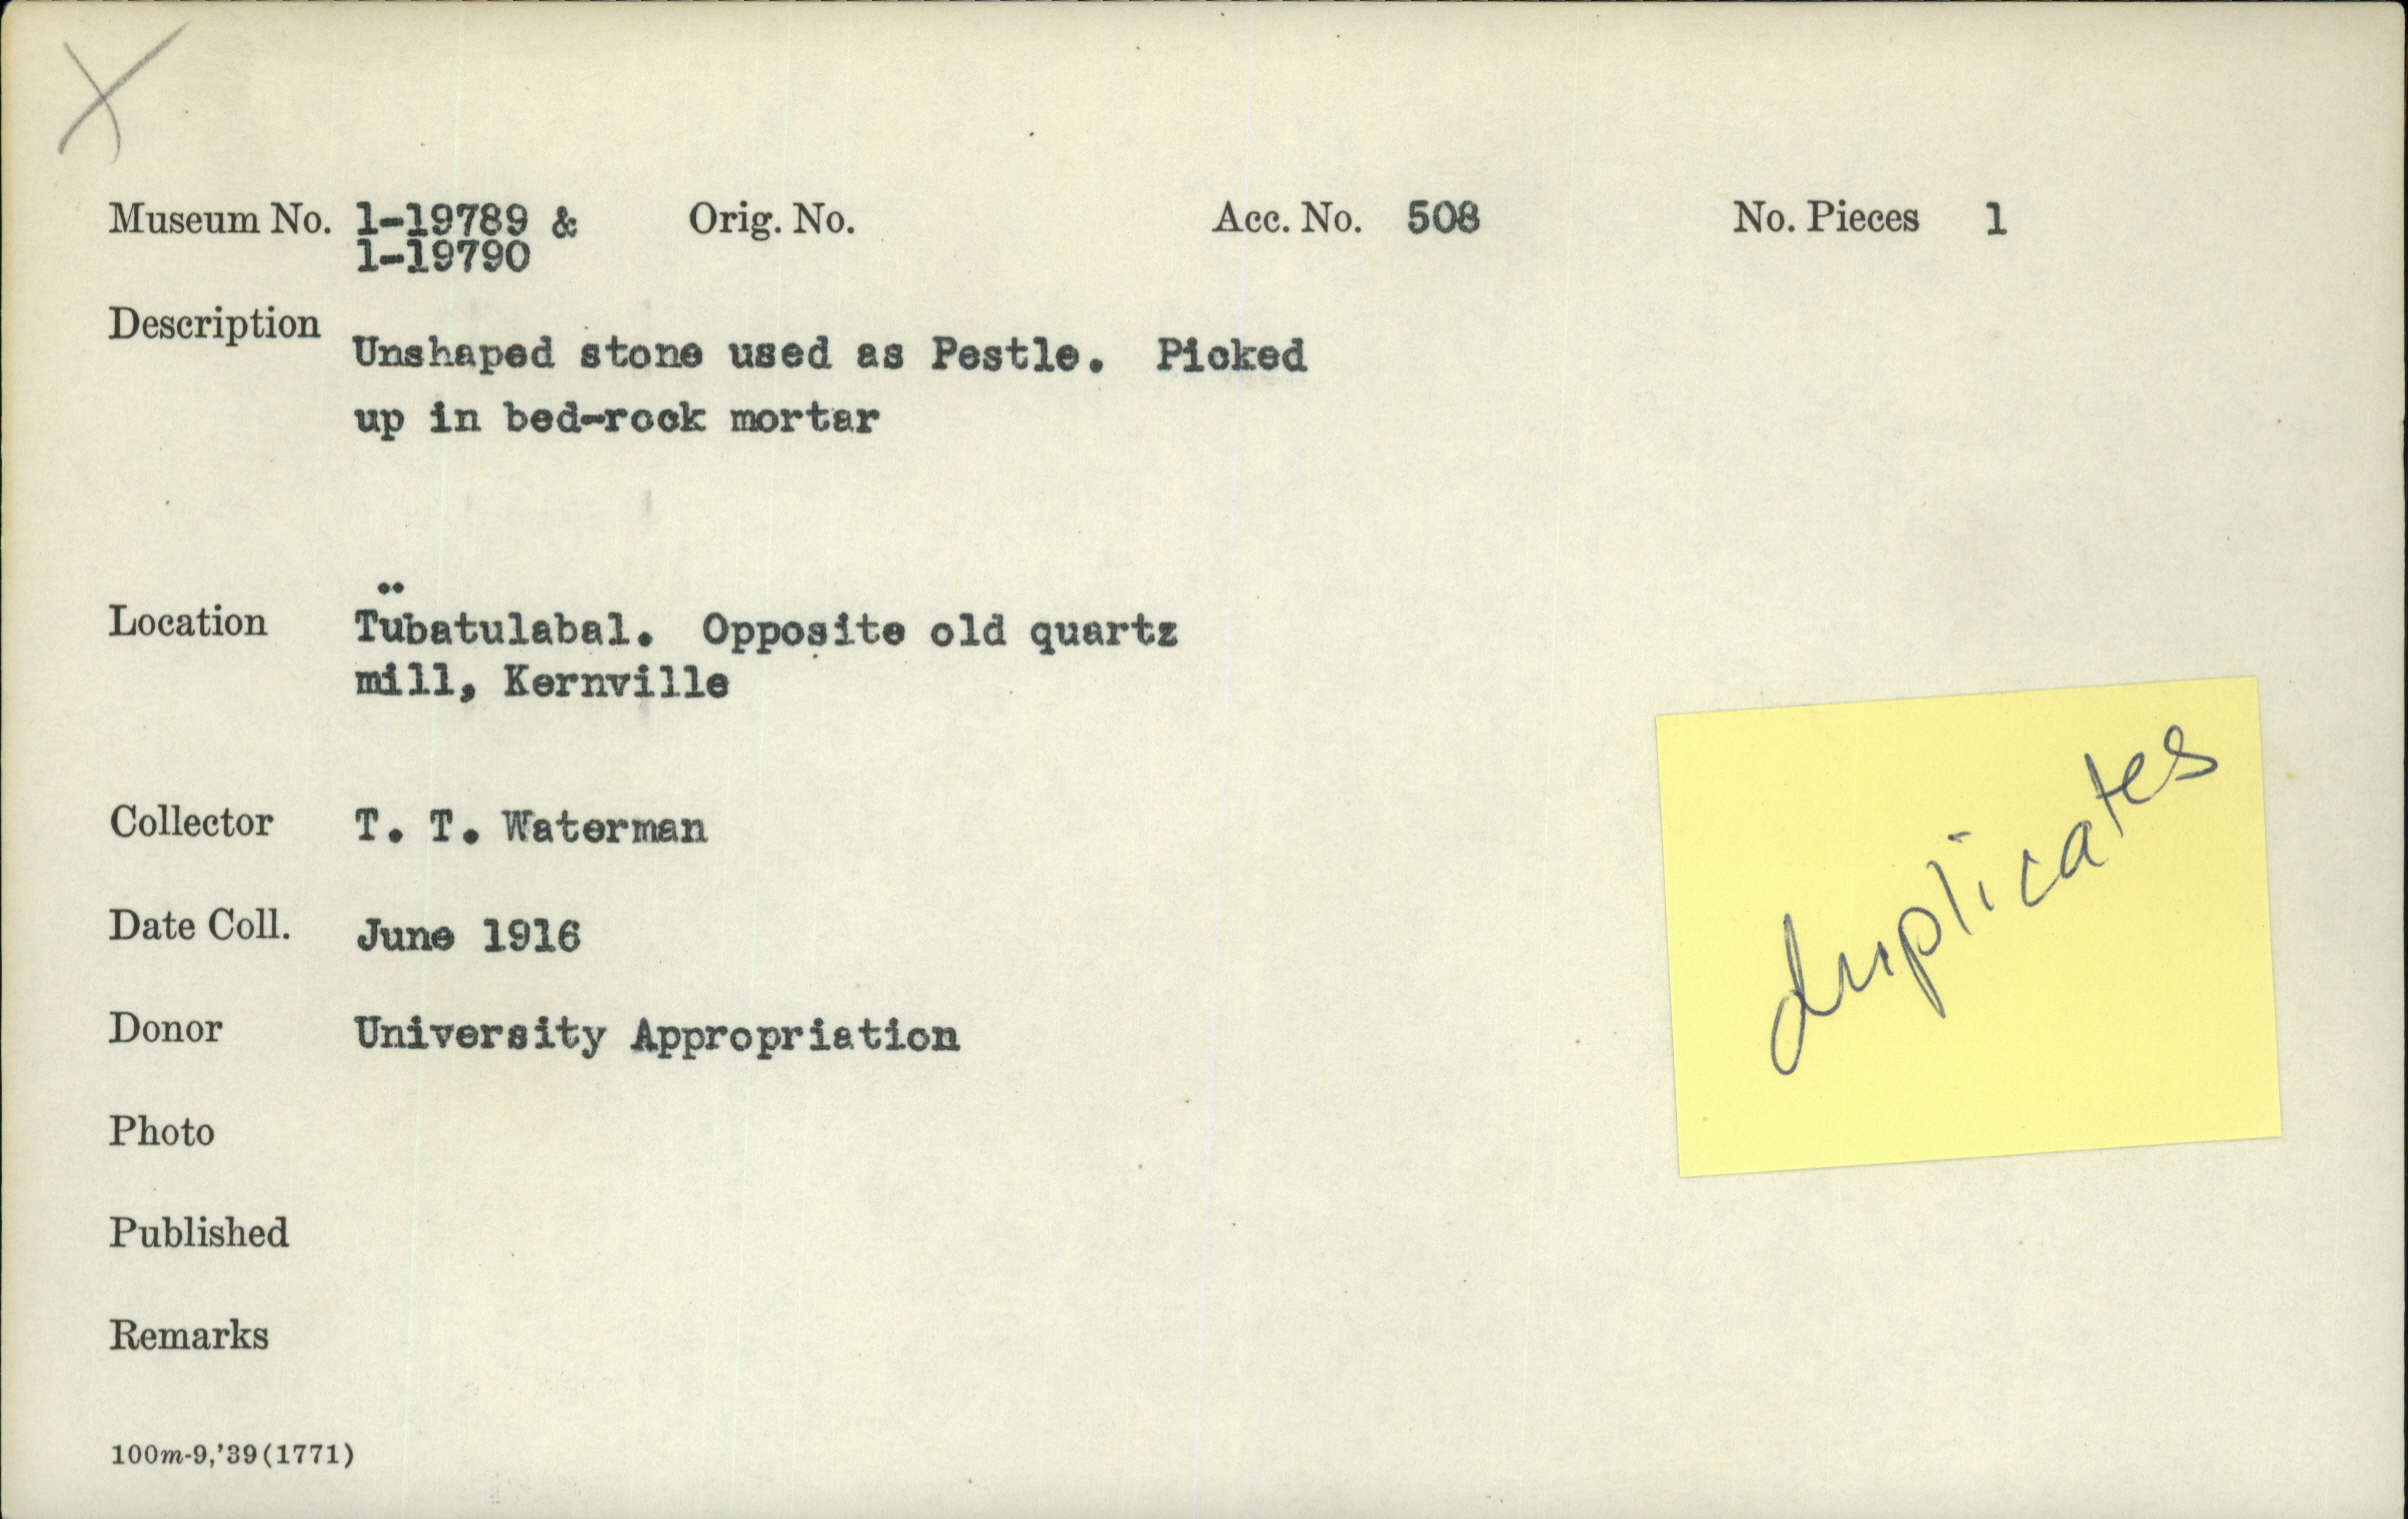 Museum No. 1-19789 & Orig. No. Acc. No. 508 No. Pieces 1
1-19790
Description
Unshaped stone used as Pestle. Picked
up in bed-rock mortar
Location Tübatulabal. Opposite old quartz
mill, Kernville
Collector T. T. Waterman
Date Coll. June 1916
Donor University Appropriation
Photo
Published
Remarks
100m-9,'39(1771)
duplicates